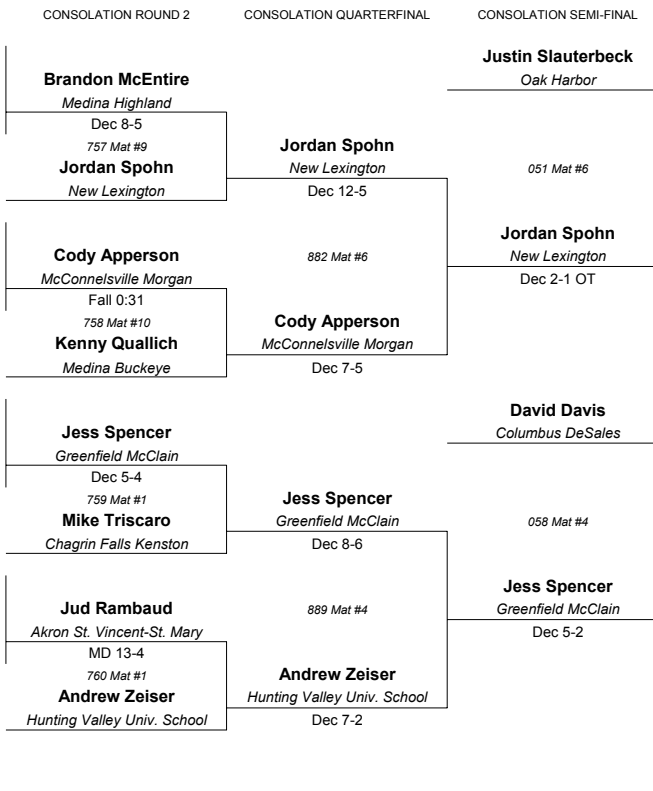 CONSOLATION ROUND 2
CONSOLATION QUARTERFINAL
CONSOLATION SEMI-FINAL
Brandon McEntire
Medina Highland
Dec 8-5
757 Mat #9
Jordan Spohn
New Lexington
Cody Apperson
McConnelsville Morgan
Fall 0:31
758 Mat #10
Kenny Quallich
Medina Buckeye
Jess Spencer
Greenfield McClain
Dec 5-4
759 Mat #1
Mike Triscaro
Chagrin Falls Kenston
Jud Rambaud
Akron St. Vincent-St. Mary
MD 13-4
760 Mat #1
Andrew Zeiser
Hunting Valley Univ. School
Jordan Spohn
New Lexington
Dec 12-5
882 Mat #6
Cody Apperson
McConnelsville Morgan
Dec 7-5
Jess Spencer
Greenfield McClain
Dec 8-6
889 Mat #4
Andrew Zeiser
Hunting Valley Univ. School
Dec 7-2
Justin Slauterbeck
Oak Harbor
051 Mat #6
Jordan Spohn
New Lexington
Dec 2-1 OT
David Davis
Columbus DeSales
058 Mat #4
Jess Spencer
Greenfield McClain
Dec 5-2